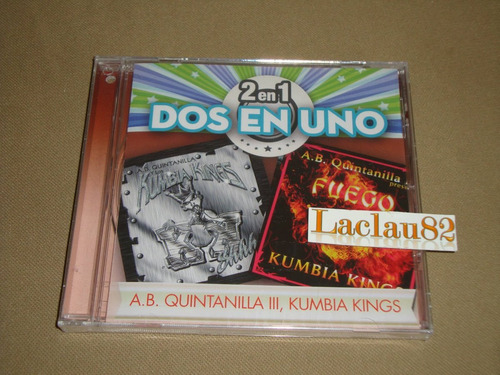 2 en 1
DOS EN UNO
A.B. QUINTANILLA
KUMBIA KINGS
A.B. Quintanilla
FUEGO
KUMBIA KINGS
Laclau82
A.B. QUINTANILLA III, KUMBIA KINGS